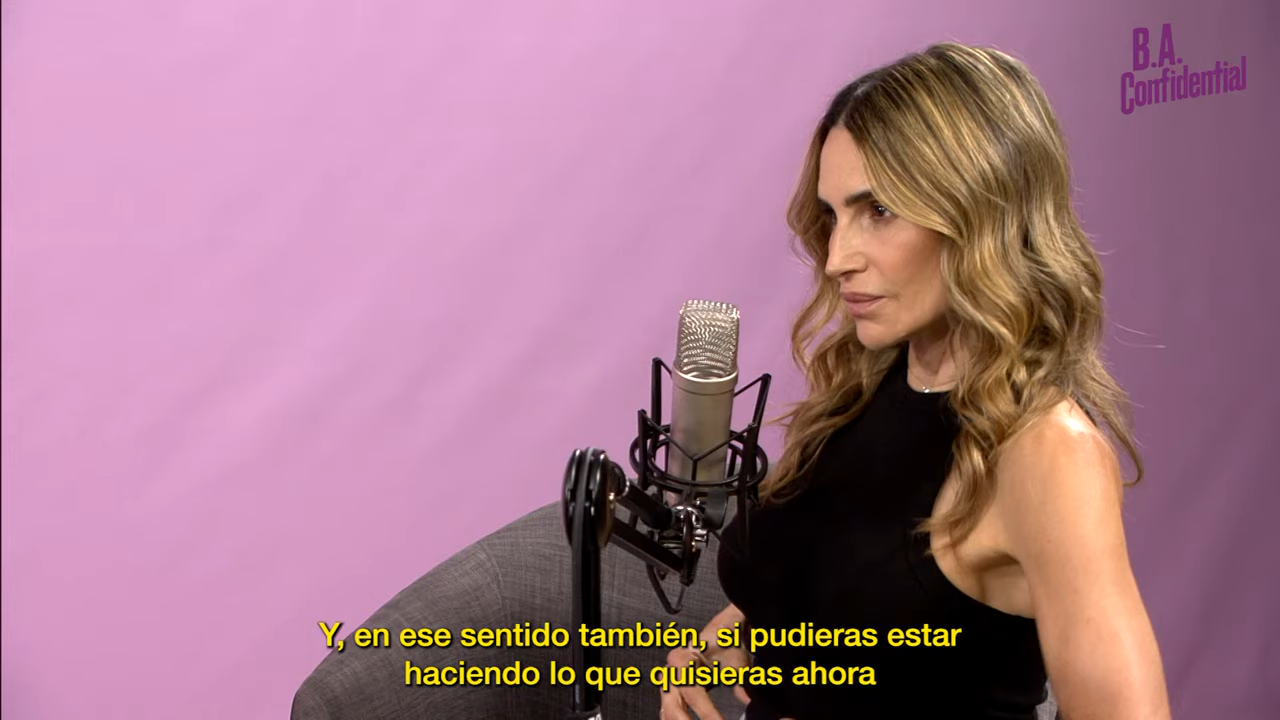 B.A.
Confidential
Y, en ese sentido también, si pudieras estar
haciendo lo que quisieras ahora